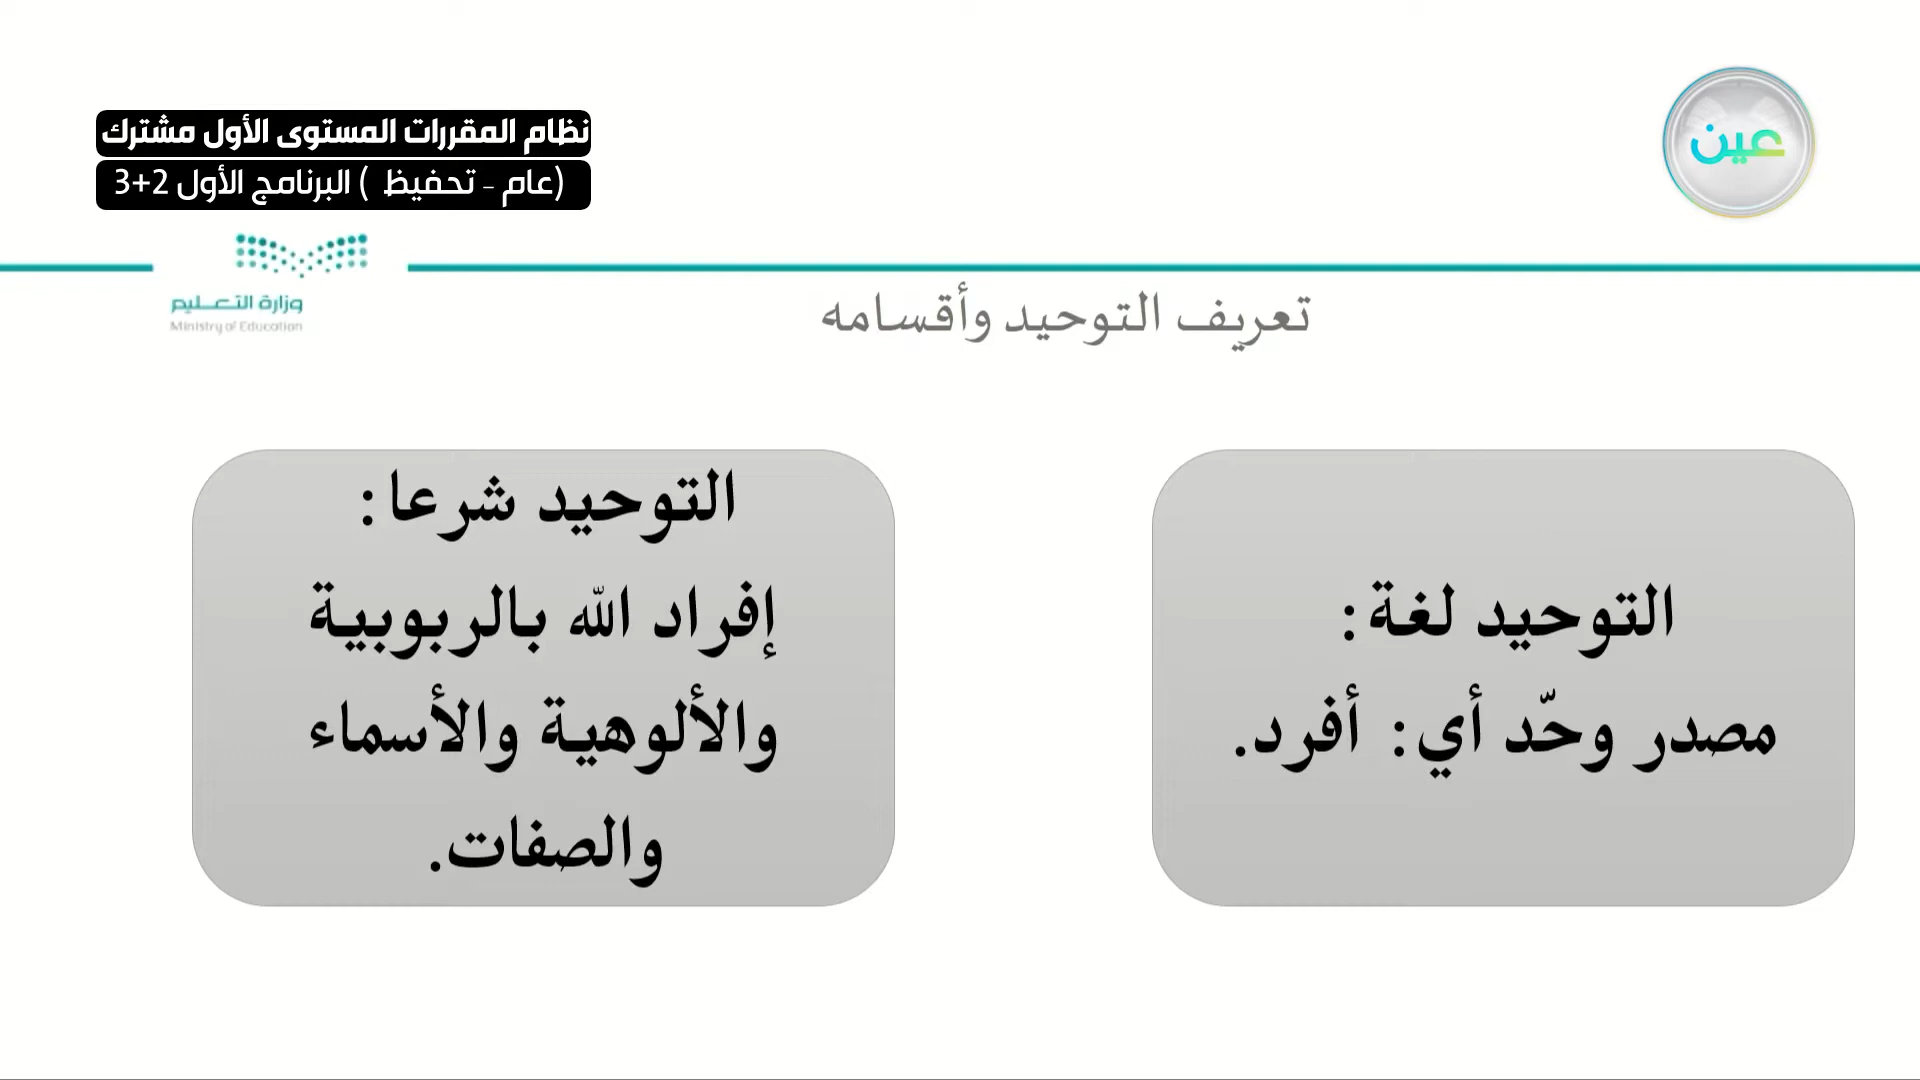 نظام المقررات المستوى الأول مشترك
(عام - تحفيظ ) البرنامج الأول 2+3
عين
وزارة التعليم
Ministry of Education
تعريف التوحيد وأقسامه
التوحيد لغة:
مصدر وحّد أي: أفرد.
التوحيد شرعا:
إفراد الله بالربوبية
والألوهية والأسماء
والصفات.